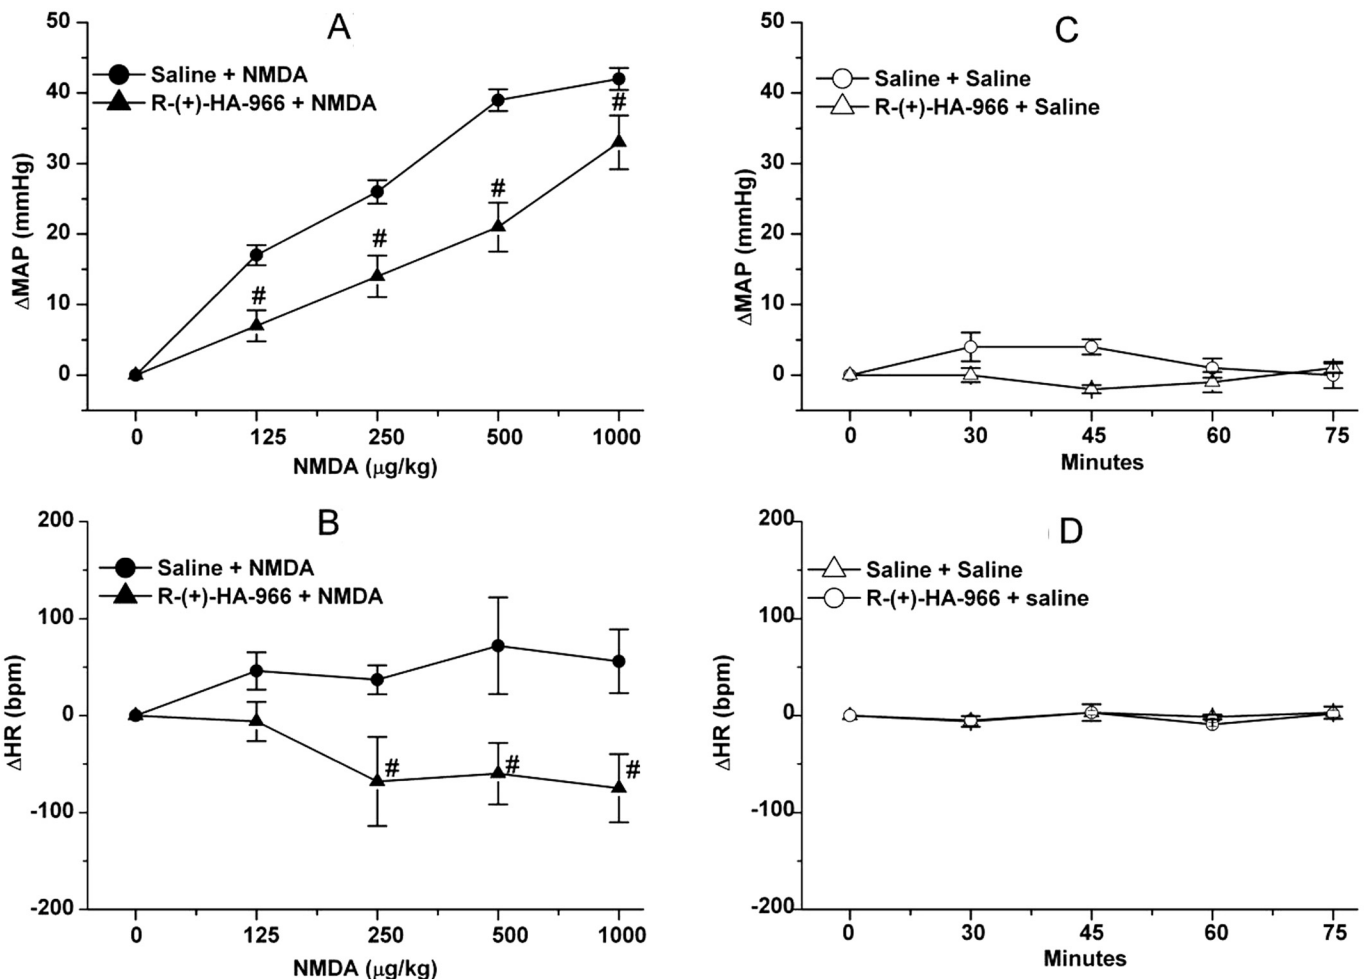 A
50
40
30
20
10
0
ΔMAP (mmHg)
Saline + NMDA
R-(+)-HA-966 + NMDA
#
#
#
#
0 125 250 500 1000
NMDA (μg/kg)
C
50
40
30
20
10
0
ΔMAP (mmHg)
Saline + Saline
R-(+)-HA-966 + Saline
0 30 45 60 75
Minutes
B
200
100
0
-100
-200
ΔHR (bpm)
Saline + NMDA
R-(+)-HA-966 + NMDA
# # #
0 125 250 500 1000
NMDA (μg/kg)
D
200
100
0
-100
-200
ΔHR (bpm)
Saline + Saline
R-(+)-HA-966 + saline
0 30 45 60 75
Minutes